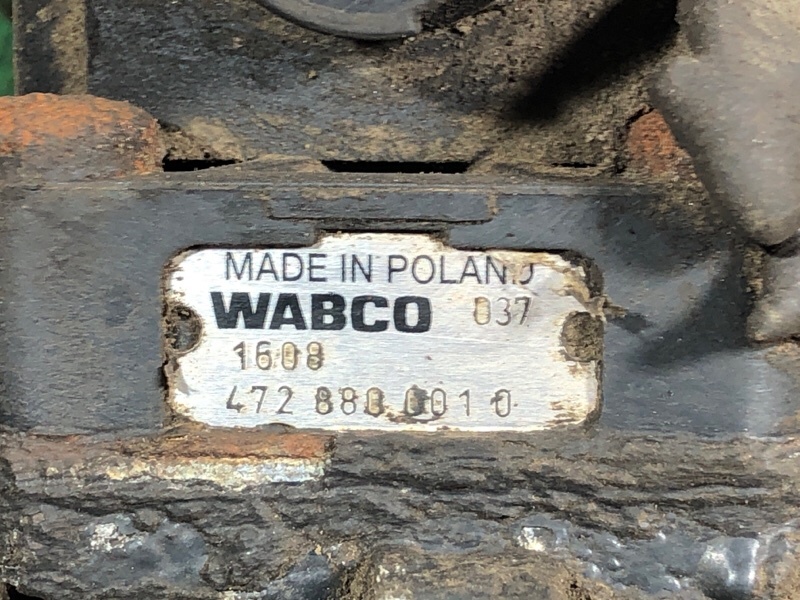 MADE IN POLAND
WABCO 037
1608
472 880 001 0